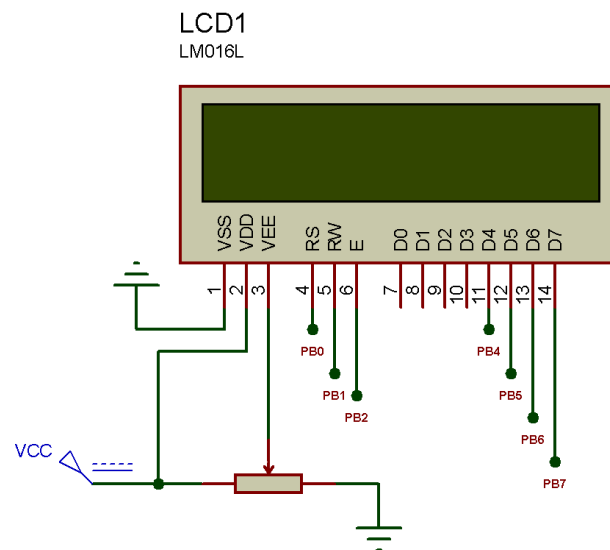 LCD1
LM016L
VSS VDD VEE RS RW E D0 D1 D2 D3 D4 D5 D6 D7
1 2 3 4 5 6 7 8 9 10 11 12 13 14
PB0 PB4
PB1 PB5
PB2
PB6
VCC
PB7